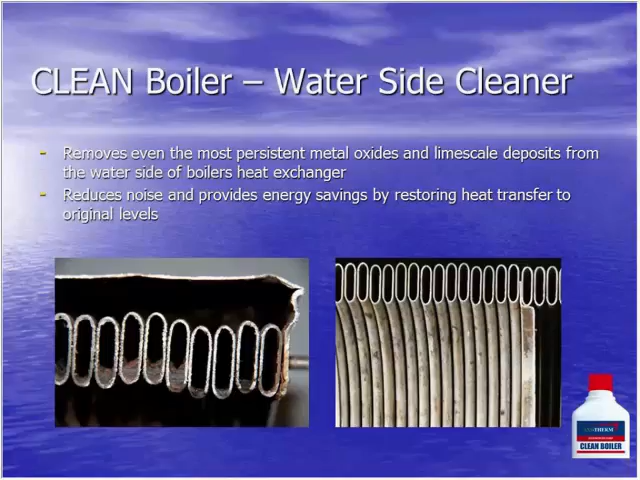 CLEAN Boiler – Water Side Cleaner
- Removes even the most persistent metal oxides and limescale deposits from
the water side of boilers heat exchanger
- Reduces noise and provides energy savings by restoring heat transfer to
original levels
CLEAN BOILER